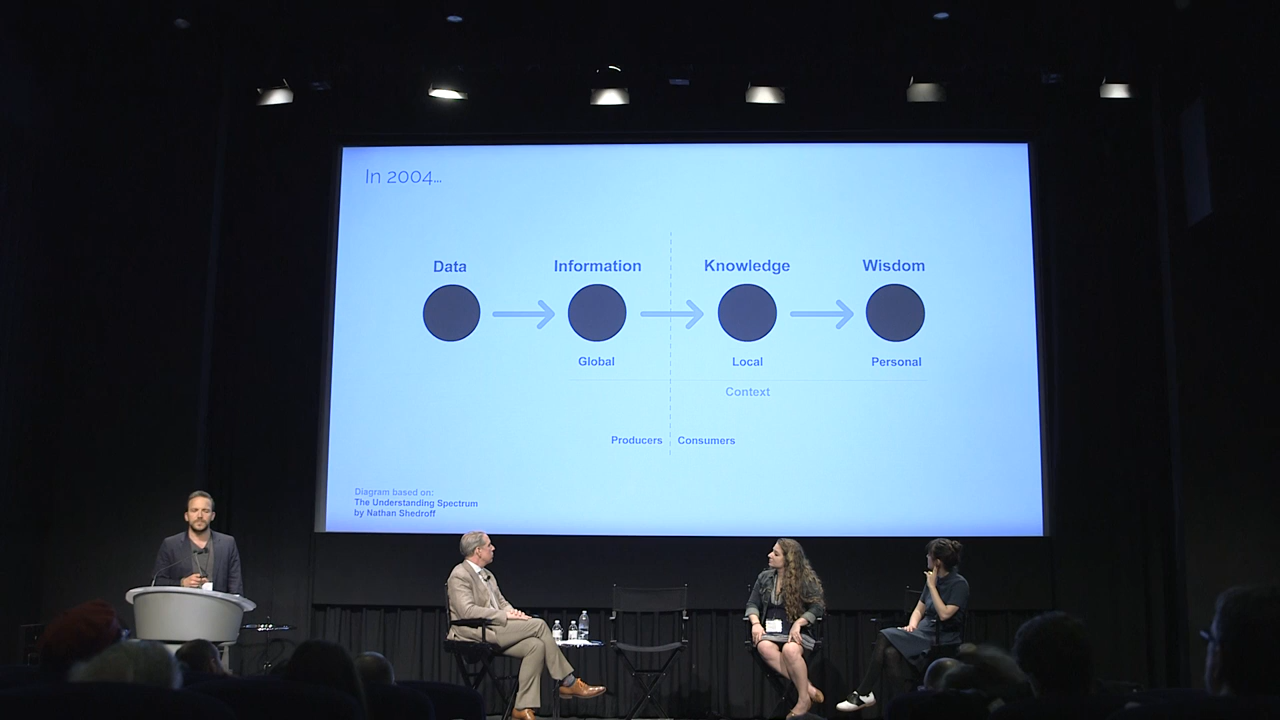 In 2004...
Data
Information
Knowledge
Wisdom
Global
Local
Personal
Context
Producers
Consumers
Diagram based on:
The Understanding Spectrum
by Nathan Shedroff